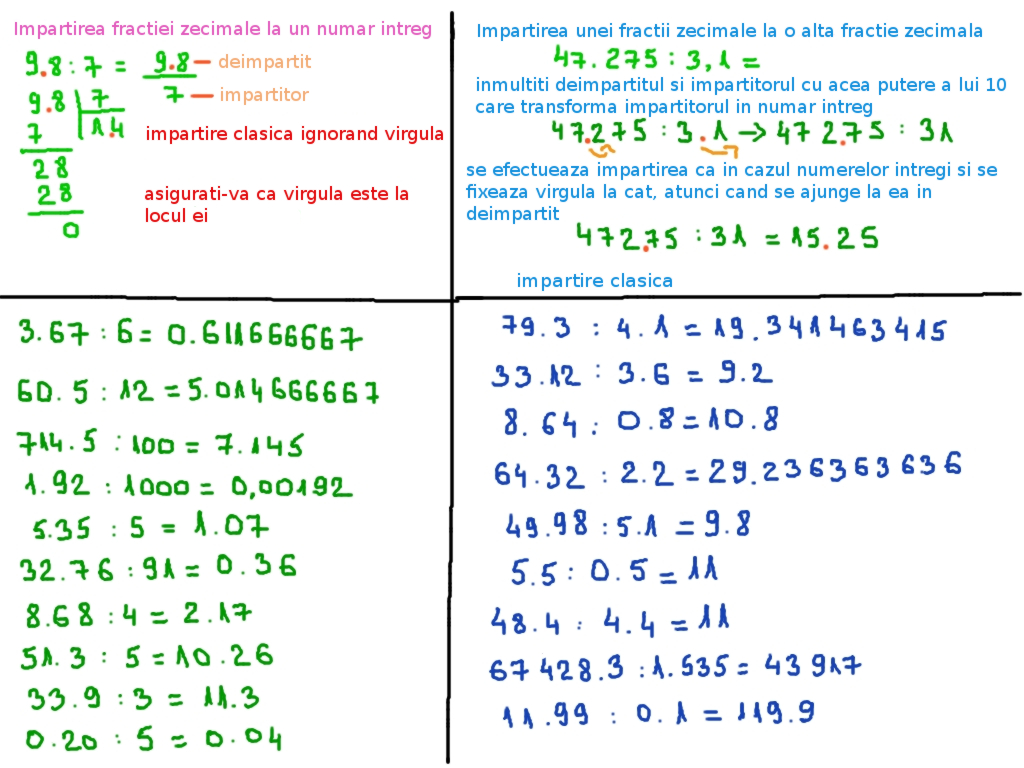 Impartirea fractiei zecimale la un numar intreg
9.8 : 7 = 9.8 — deimpartit
7 — impartitor
9.8 | 7
7 1.4
impartire clasica ignorand virgula
28
28
0
asigurati-va ca virgula este la
locul ei
Impartirea unei fractii zecimale la o alta fractie zecimala
47.275 : 3,1 =
inmultiti deimpartitul si impartitorul cu acea putere a lui 10
care transforma impartitorul in numar intreg
47.275 : 3.1 → 472.75 : 31
se efectueaza impartirea ca in cazul numerelor intregi si se
fixeaza virgula la cat, atunci cand se ajunge la ea in
deimpartit
472.75 : 31 = 15.25
impartire clasica
3.67 : 6 = 0.611666667
60.5 : 12 = 5.014666667
714.5 : 100 = 7.145
1.92 : 1000 = 0,00192
5.35 : 5 = 1.07
32.76 : 91 = 0.36
8.68 : 4 = 2.17
51.3 : 5 = 10.26
33.9 : 3 = 11.3
0.20 : 5 = 0.04
79.3 : 4.1 = 19.341463415
33.12 : 3.6 = 9.2
8.64 : 0.8 = 10.8
64.32 : 2.2 = 29.236363636
49.98 : 5.1 = 9.8
5.5 : 0.5 = 11
48.4 : 4.4 = 11
67 428.3 : 1.535 = 43 917
11.99 : 0.1 = 119.9